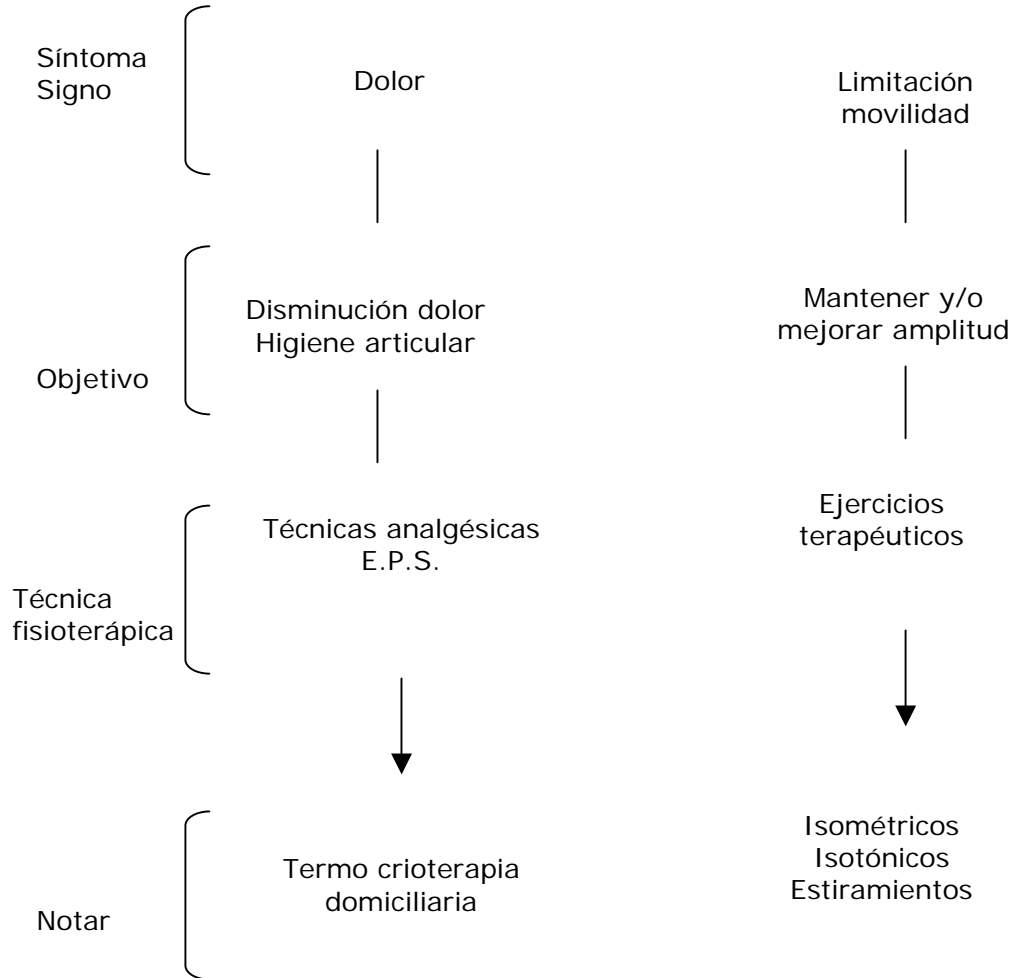 Síntoma
Signo
Dolor
Limitación
movilidad
Objetivo
Disminución dolor
Higiene articular
Mantener y/o
mejorar amplitud
Técnica
fisioterápica
Técnicas analgésicas
E.P.S.
Ejercicios
terapéuticos
Notar
Termo crioterapia
domiciliaria
Isométricos
Isotónicos
Estiramientos